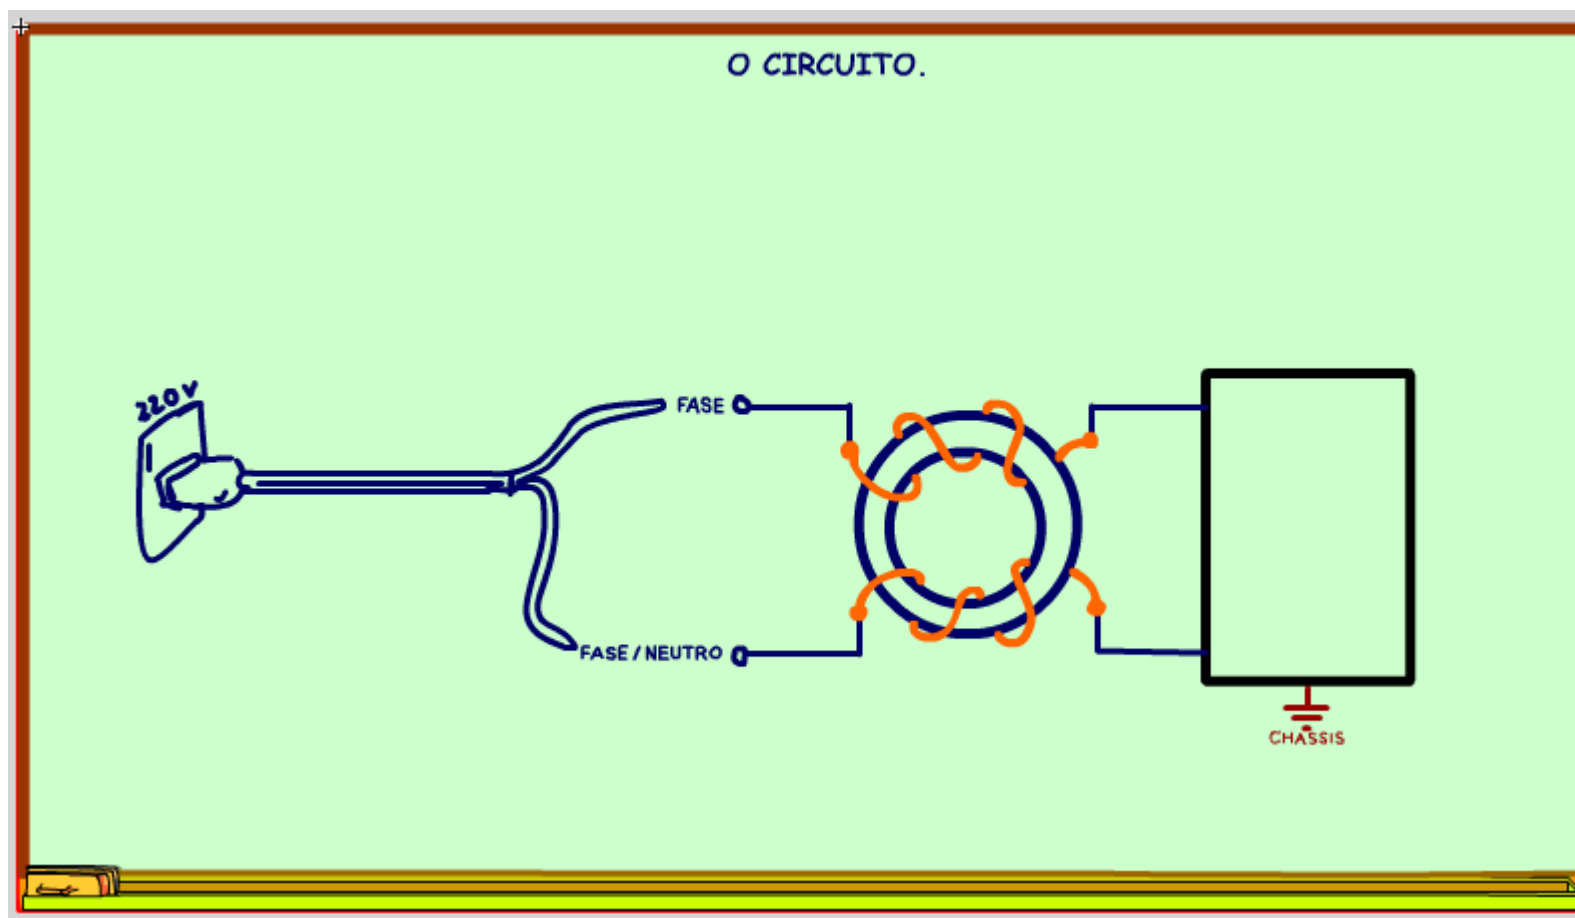 O CIRCUITO.
220V
FASE
FASE/NEUTRO
CHASSIS